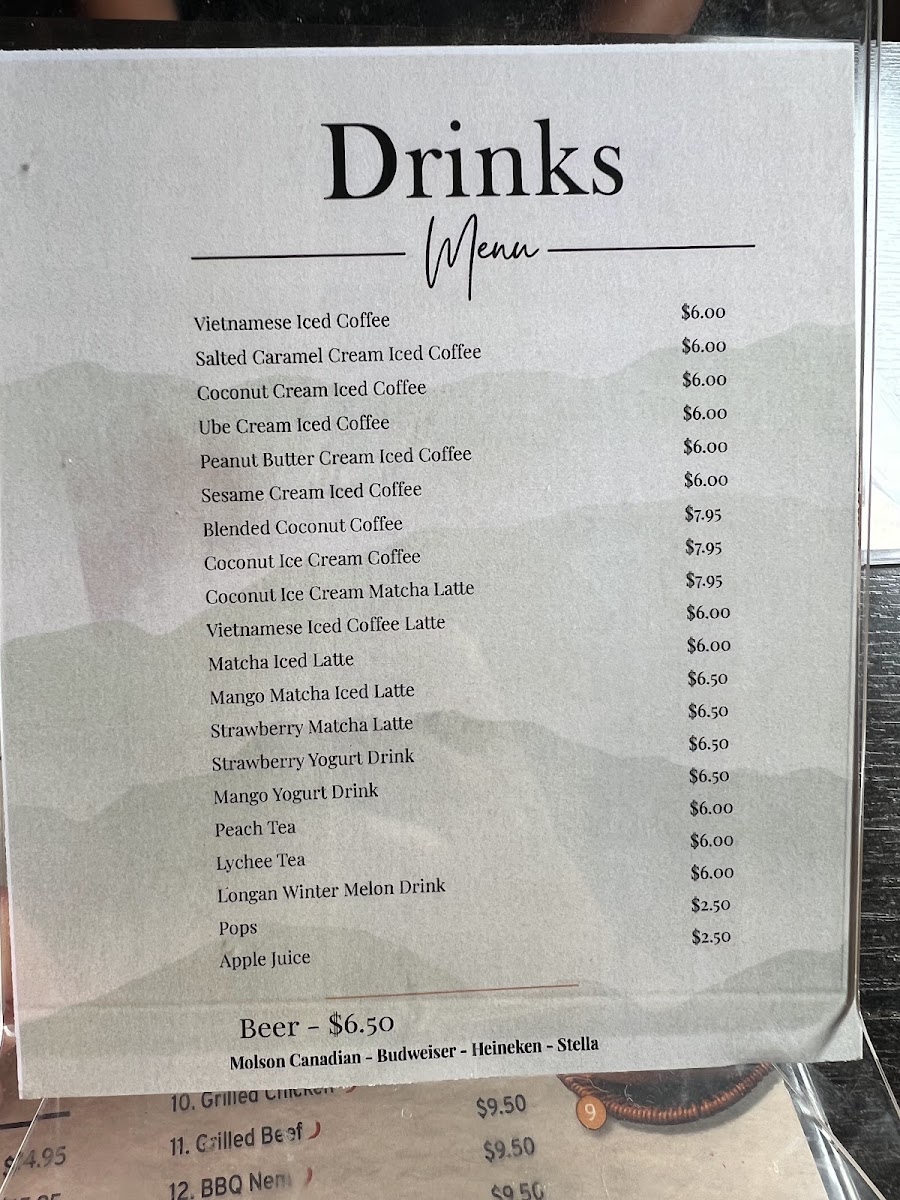 Drinks
Menu
Vietnamese Iced Coffee $6.00
Salted Caramel Cream Iced Coffee $6.00
Coconut Cream Iced Coffee $6.00
Ube Cream Iced Coffee $6.00
Peanut Butter Cream Iced Coffee $6.00
Sesame Cream Iced Coffee $6.00
Blended Coconut Coffee $7.95
Coconut Ice Cream Coffee $7.95
Coconut Ice Cream Matcha Latte $7.95
Vietnamese Iced Coffee Latte $6.00
Matcha Iced Latte $6.00
Mango Matcha Iced Latte $6.50
Strawberry Matcha Latte $6.50
Strawberry Yogurt Drink $6.50
Mango Yogurt Drink $6.50
Peach Tea $6.00
Lychee Tea $6.00
Longan Winter Melon Drink $6.00
Pops $2.50
Apple Juice $2.50
Beer - $6.50
Molson Canadian - Budweiser - Heineken - Stella
10. Grilled Chicken
9
11. Grilled Beef $9.50
12. BBQ Nem $9.50
$9.50